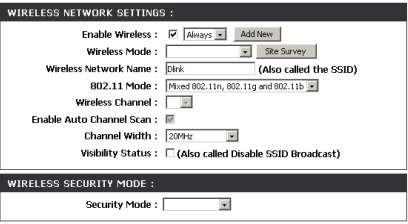 WIRELESS NETWORK SETTINGS :
Enable Wireless : Always Add New
Wireless Mode : Site Survey
Wireless Network Name : Dlink (Also called the SSID)
802.11 Mode : Mixed 802.11n, 802.11g and 802.11b
Wireless Channel :
Enable Auto Channel Scan :
Channel Width : 20MHz
Visibility Status : (Also called Disable SSID Broadcast)
WIRELESS SECURITY MODE :
Security Mode :